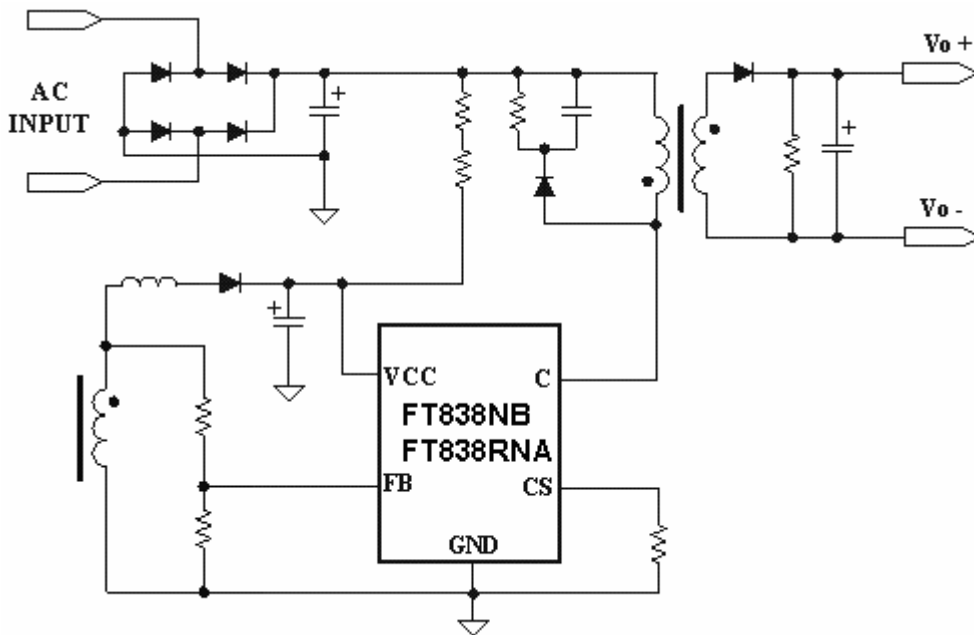 AC
INPUT
Vo +
+
+
Vo -
+
VCC
C
FT838NB
FT838RNA
FB
CS
GND